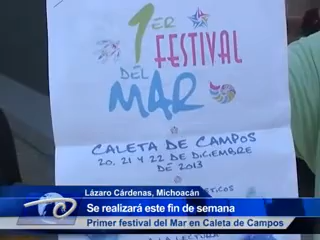 1ER
FESTIVAL
DEL
MAR
CALETA DE CAMPOS
20, 21 Y 22 DE DICIEMBRE
DE 2013
Lázaro Cárdenas, Michoacán
Se realizará este fin de semana
Primer festival del Mar en Caleta de Campos